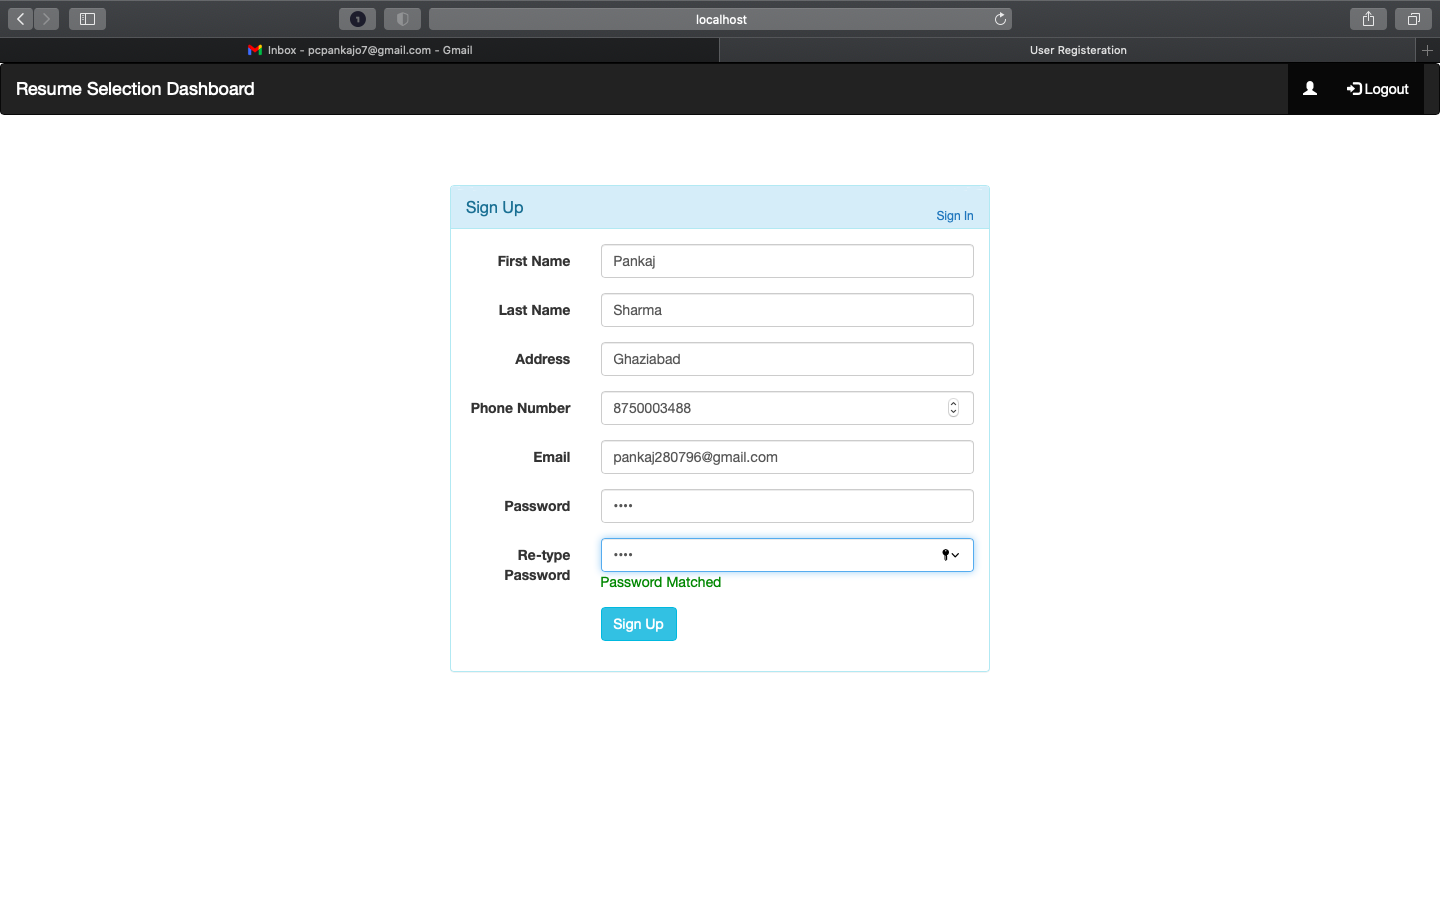 localhost
Inbox - pcpankajo7@gmail.com - Gmail
User Registeration
Resume Selection Dashboard
Logout
Sign Up
Sign In
First Name
Pankaj
Last Name
Sharma
Address
Ghaziabad
Phone Number
8750003488
Email
pankaj280796@gmail.com
Password
••••
Re-type
Password
••••
Password Matched
Sign Up